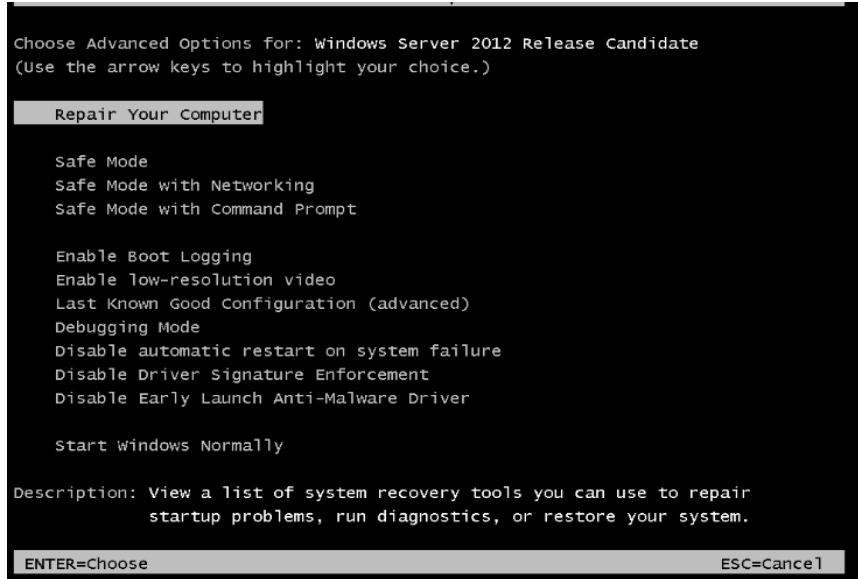 Choose Advanced Options for: Windows Server 2012 Release Candidate
(Use the arrow keys to highlight your choice.)
Repair Your Computer
Safe Mode
Safe Mode with Networking
Safe Mode with Command Prompt
Enable Boot Logging
Enable low-resolution video
Last Known Good Configuration (advanced)
Debugging Mode
Disable automatic restart on system failure
Disable Driver Signature Enforcement
Disable Early Launch Anti-Malware Driver
Start Windows Normally
Description: View a list of system recovery tools you can use to repair
startup problems, run diagnostics, or restore your system.
ENTER=Choose ESC=Cancel